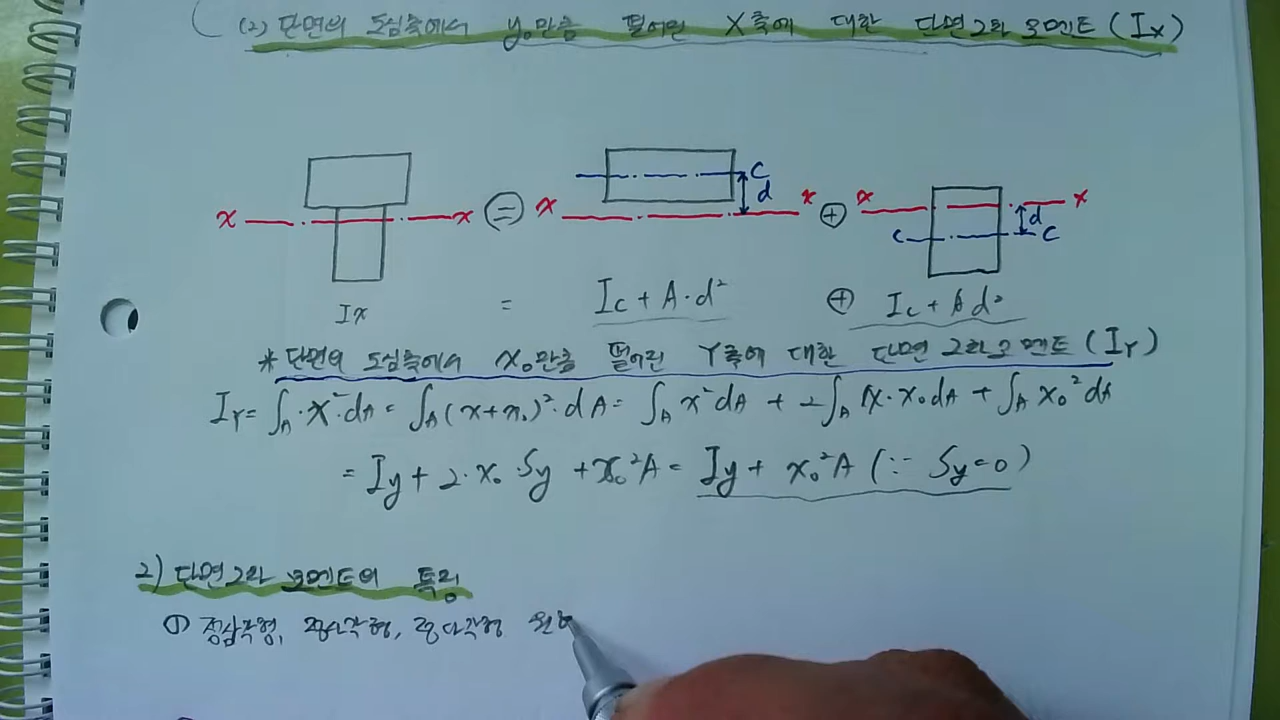 (2) 단면의 도심축에서 y₀만큼 떨어진 X축에 대한 단면2차 모멘트 (Ix)
x x = x C d x + x x d C C
Ix = Ic + A·d² + Ic + A d²
* 단면의 도심축에서 x₀만큼 떨어진 Y축에 대한 단면 2차모멘트 (IY)
IY = ∫A·x²·dA = ∫A(x+x₀)²·dA = ∫A x²dA + 2∫A x·x₀dA + ∫A x₀²dA
= Iy + 2·x₀·Sy + x₀²A = Iy + x₀²A (∵ Sy=0)
2) 단면2차 모멘트의 특징
① 정삼각형, 정사각형, 정다각형 원형